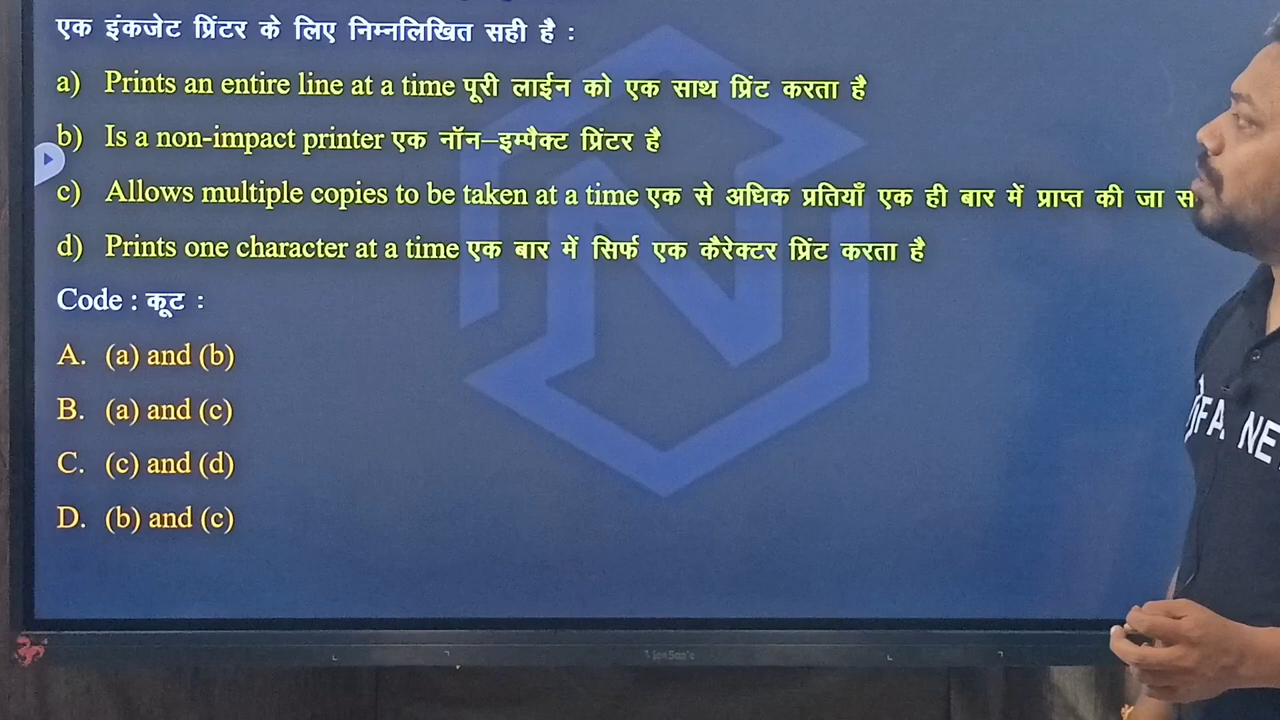 एक इंकजेट प्रिंटर के लिए निम्नलिखित सही है :
a) Prints an entire line at a time पूरी लाईन को एक साथ प्रिंट करता है
b) Is a non-impact printer एक नॉन–इम्पैक्ट प्रिंटर है
c) Allows multiple copies to be taken at a time एक से अधिक प्रतियाँ एक ही बार में प्राप्त की जा
d) Prints one character at a time एक बार में सिर्फ एक कैरेक्टर प्रिंट करता है
Code : कूट :
A. (a) and (b)
B. (a) and (c)
C. (c) and (d)
D. (b) and (c)
NE